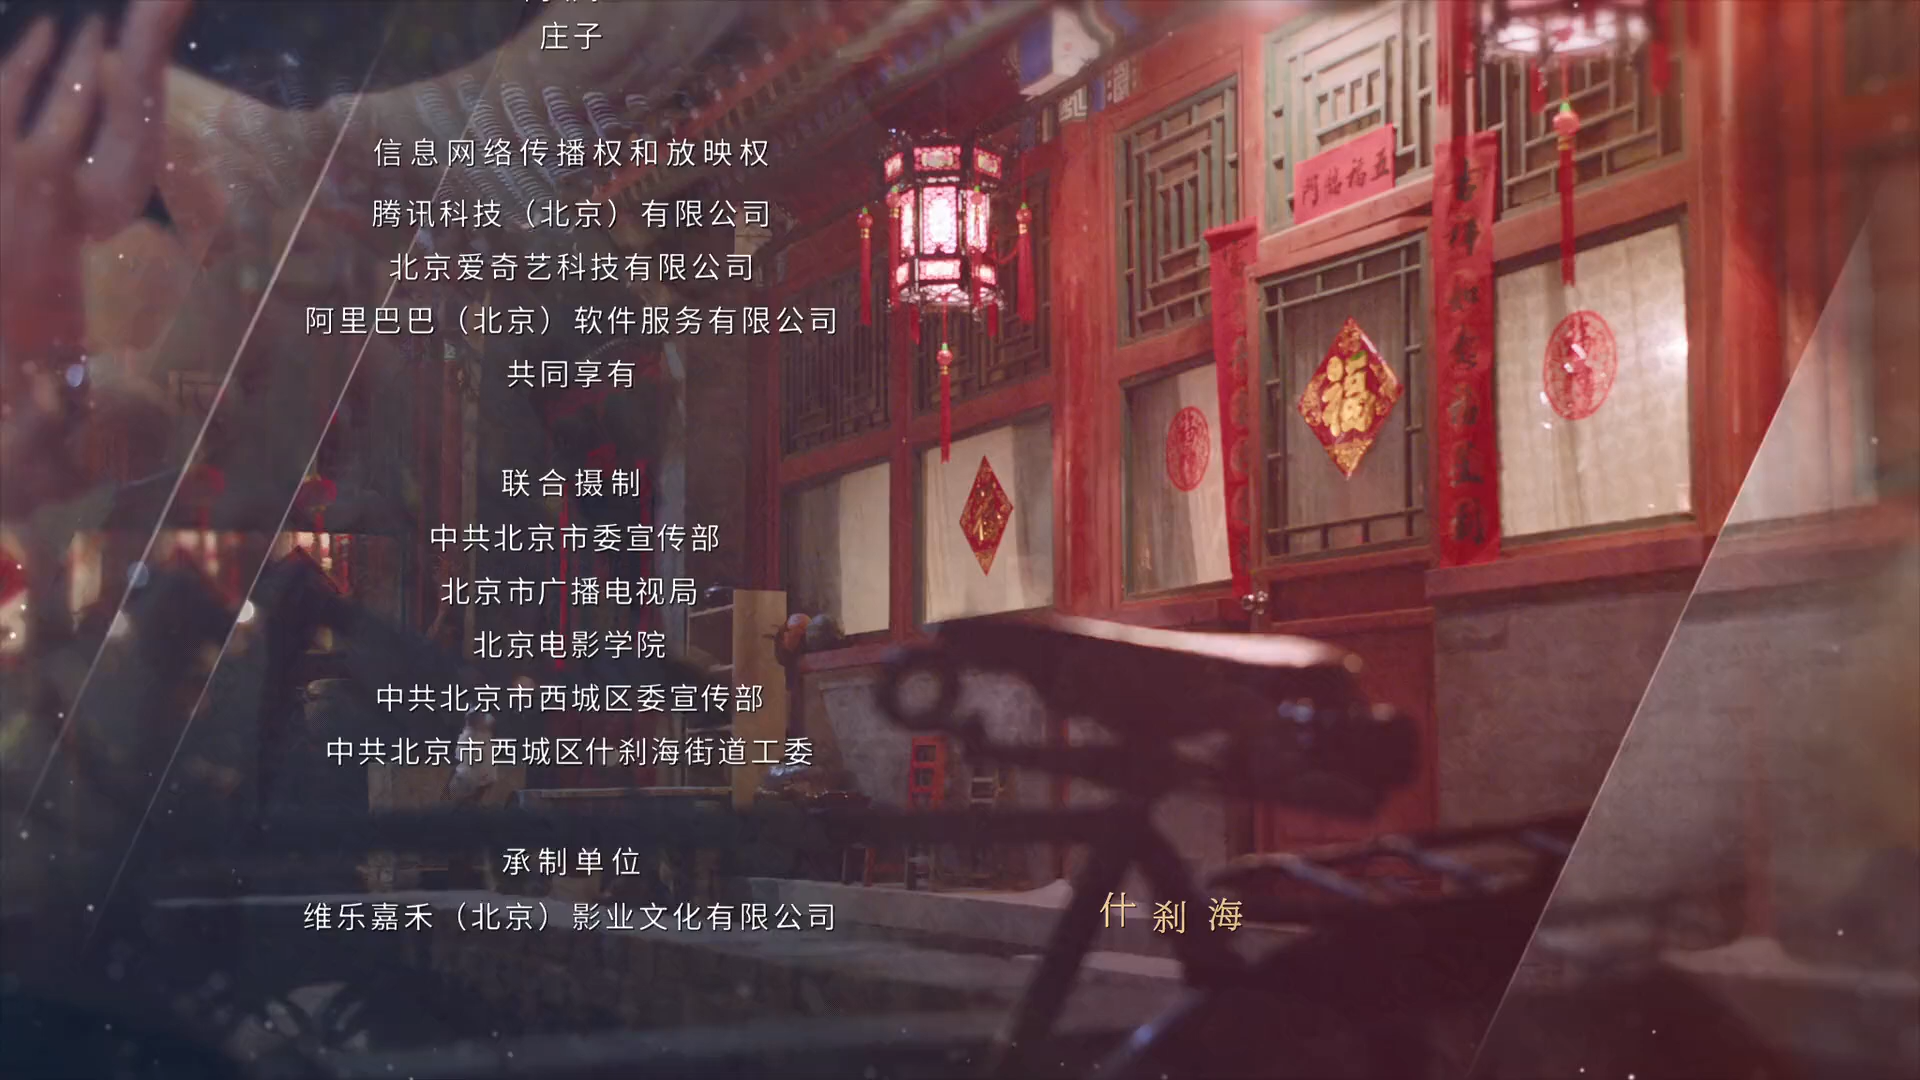 庄子
信息网络传播权和放映权
腾讯科技（北京）有限公司
北京爱奇艺科技有限公司
阿里巴巴（北京）软件服务有限公司
共同享有
联合摄制
中共北京市委宣传部
北京市广播电视局
北京电影学院
中共北京市西城区委宣传部
中共北京市西城区什刹海街道工委
承制单位
维乐嘉禾（北京）影业文化有限公司
什刹海
門臨福五
福